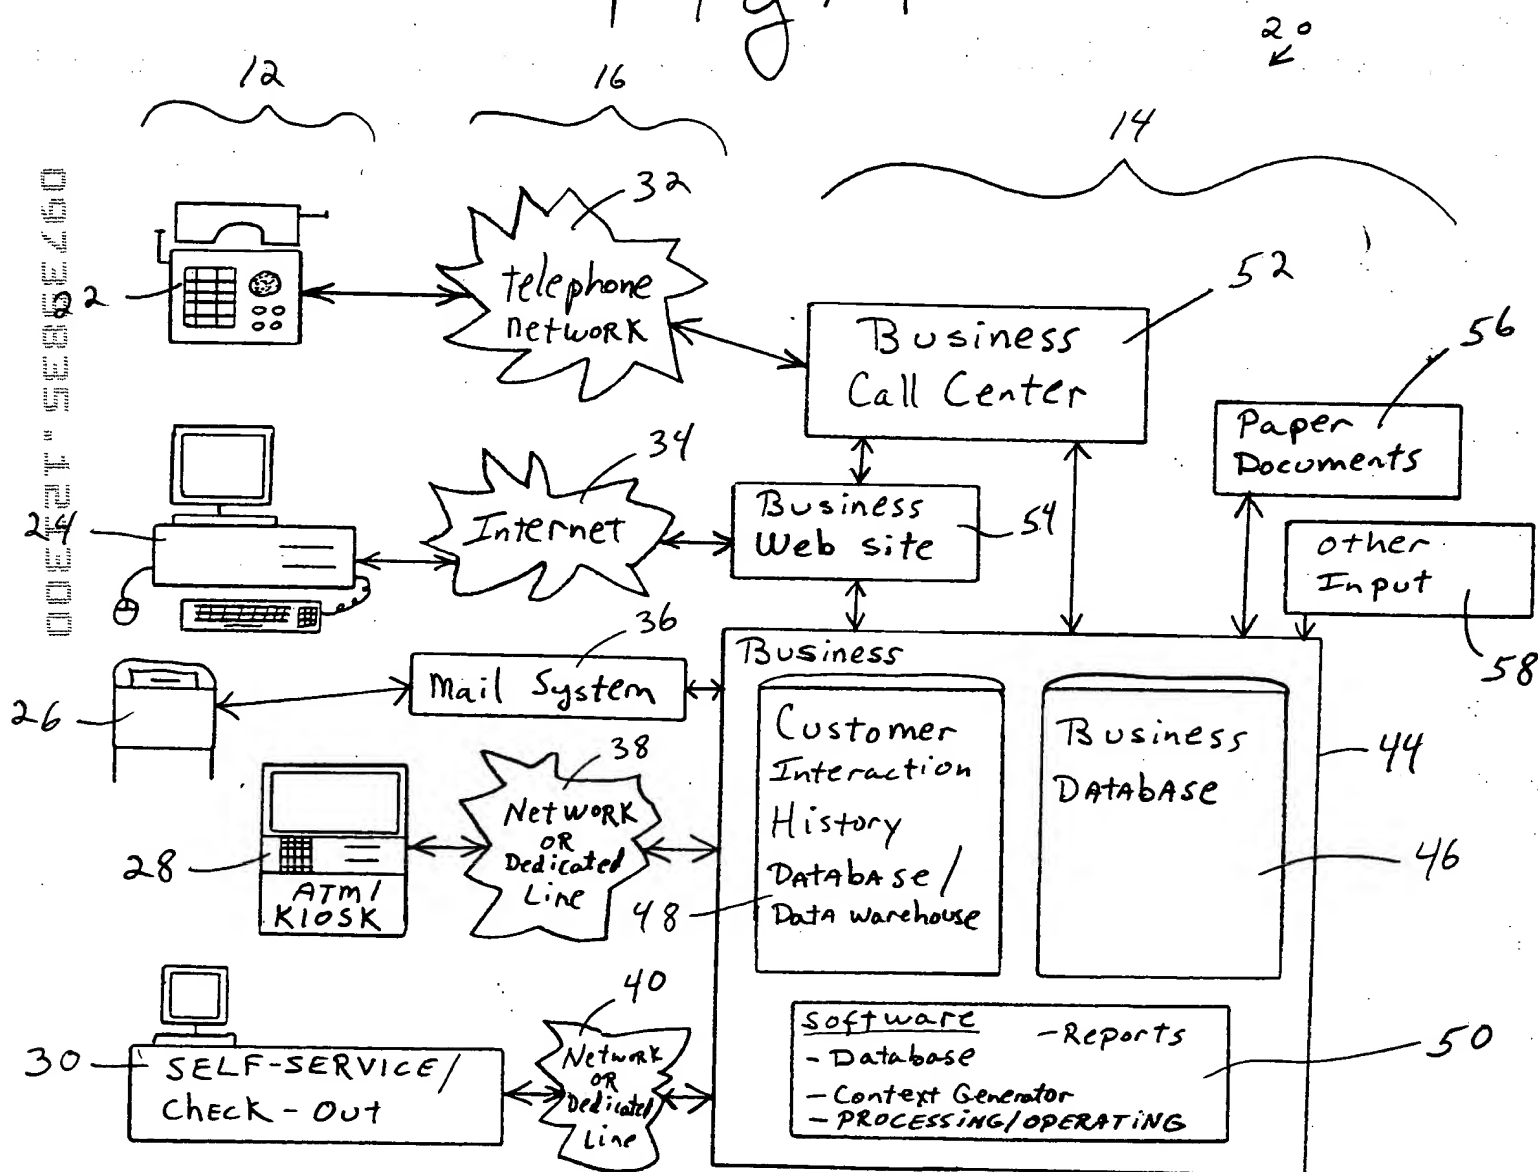 20
12
16
14
32
22
telephone
network
52
Business
Call Center
56
Paper
Documents
34
24
Internet
Business
Web site
54
other
Input
58
36
26
Mail System
Business
Customer
Interaction
History
DATABASE /
Data warehouse
48
Business
DATABASE
44
46
38
Network
OR
Dedicated
Line
28
ATM/
KIOSK
40
Network
OR
Dedicated
Line
30
SELF-SERVICE/
Check-Out
Software
- Database
- Context Generator
- PROCESSING/OPERATING
- Reports
50